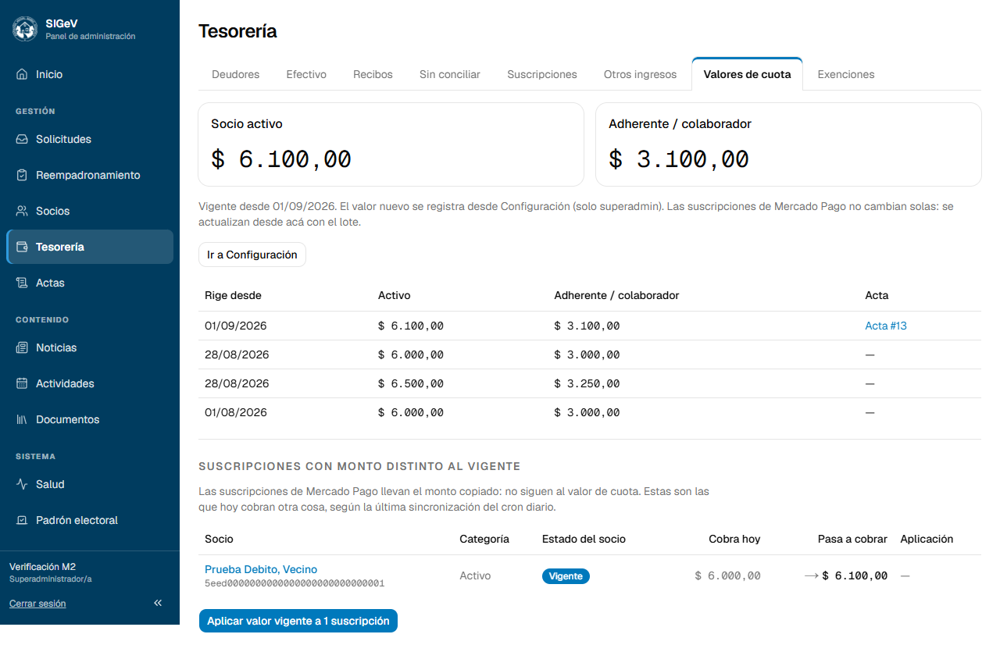 SIGeV
Panel de administración
Inicio
GESTIÓN
Solicitudes
Reempadronamiento
Socios
Tesorería
Actas
CONTENIDO
Noticias
Actividades
Documentos
SISTEMA
Salud
Padrón electoral
Verificación M2
Superadministrador/a
Cerrar sesión «
Tesorería
Deudores Efectivo Recibos Sin conciliar Suscripciones Otros ingresos Valores de cuota Exenciones
Socio activo
$ 6.100,00
Adherente / colaborador
$ 3.100,00
Vigente desde 01/09/2026. El valor nuevo se registra desde Configuración (solo superadmin). Las suscripciones de Mercado Pago no cambian solas: se
actualizan desde acá con el lote.
Ir a Configuración
Rige desde Activo Adherente / colaborador Acta
01/09/2026 $ 6.100,00 $ 3.100,00 Acta #13
28/08/2026 $ 6.000,00 $ 3.000,00 —
28/08/2026 $ 6.500,00 $ 3.250,00 —
01/08/2026 $ 6.000,00 $ 3.000,00 —
SUSCRIPCIONES CON MONTO DISTINTO AL VIGENTE
Las suscripciones de Mercado Pago llevan el monto copiado: no siguen al valor de cuota. Estas son las
que hoy cobran otra cosa, según la última sincronización del cron diario.
Socio Categoría Estado del socio Cobra hoy Pasa a cobrar Aplicación
Prueba Debito, Vecino
Activo Vigente $ 6.000,00 → $ 6.100,00 —
Aplicar valor vigente a 1 suscripción